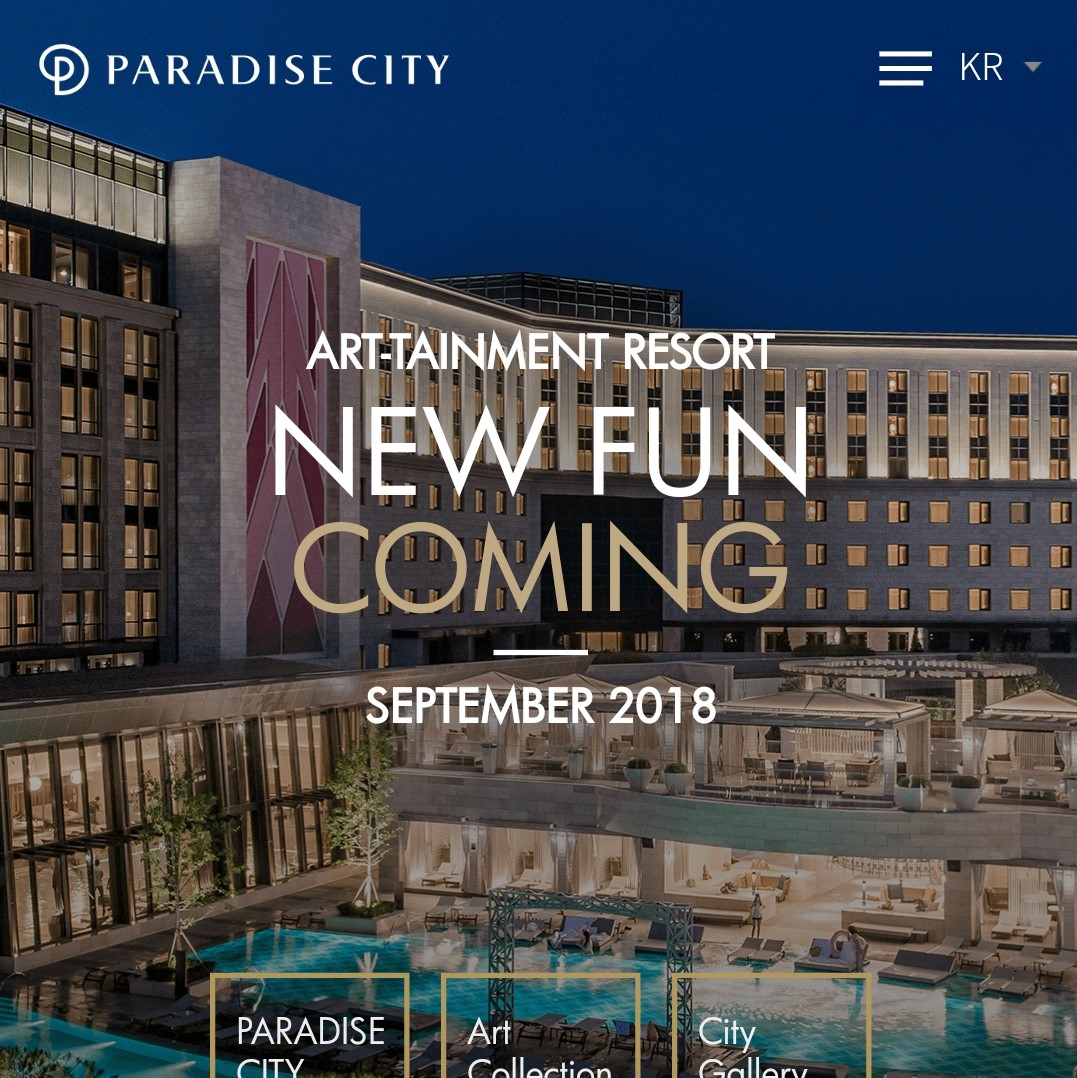 PARADISE CITY
KR
ART-TAINMENT RESORT
NEW FUN
COMING
SEPTEMBER 2018
PARADISE
CITY
Art
Collection
City
Gallery